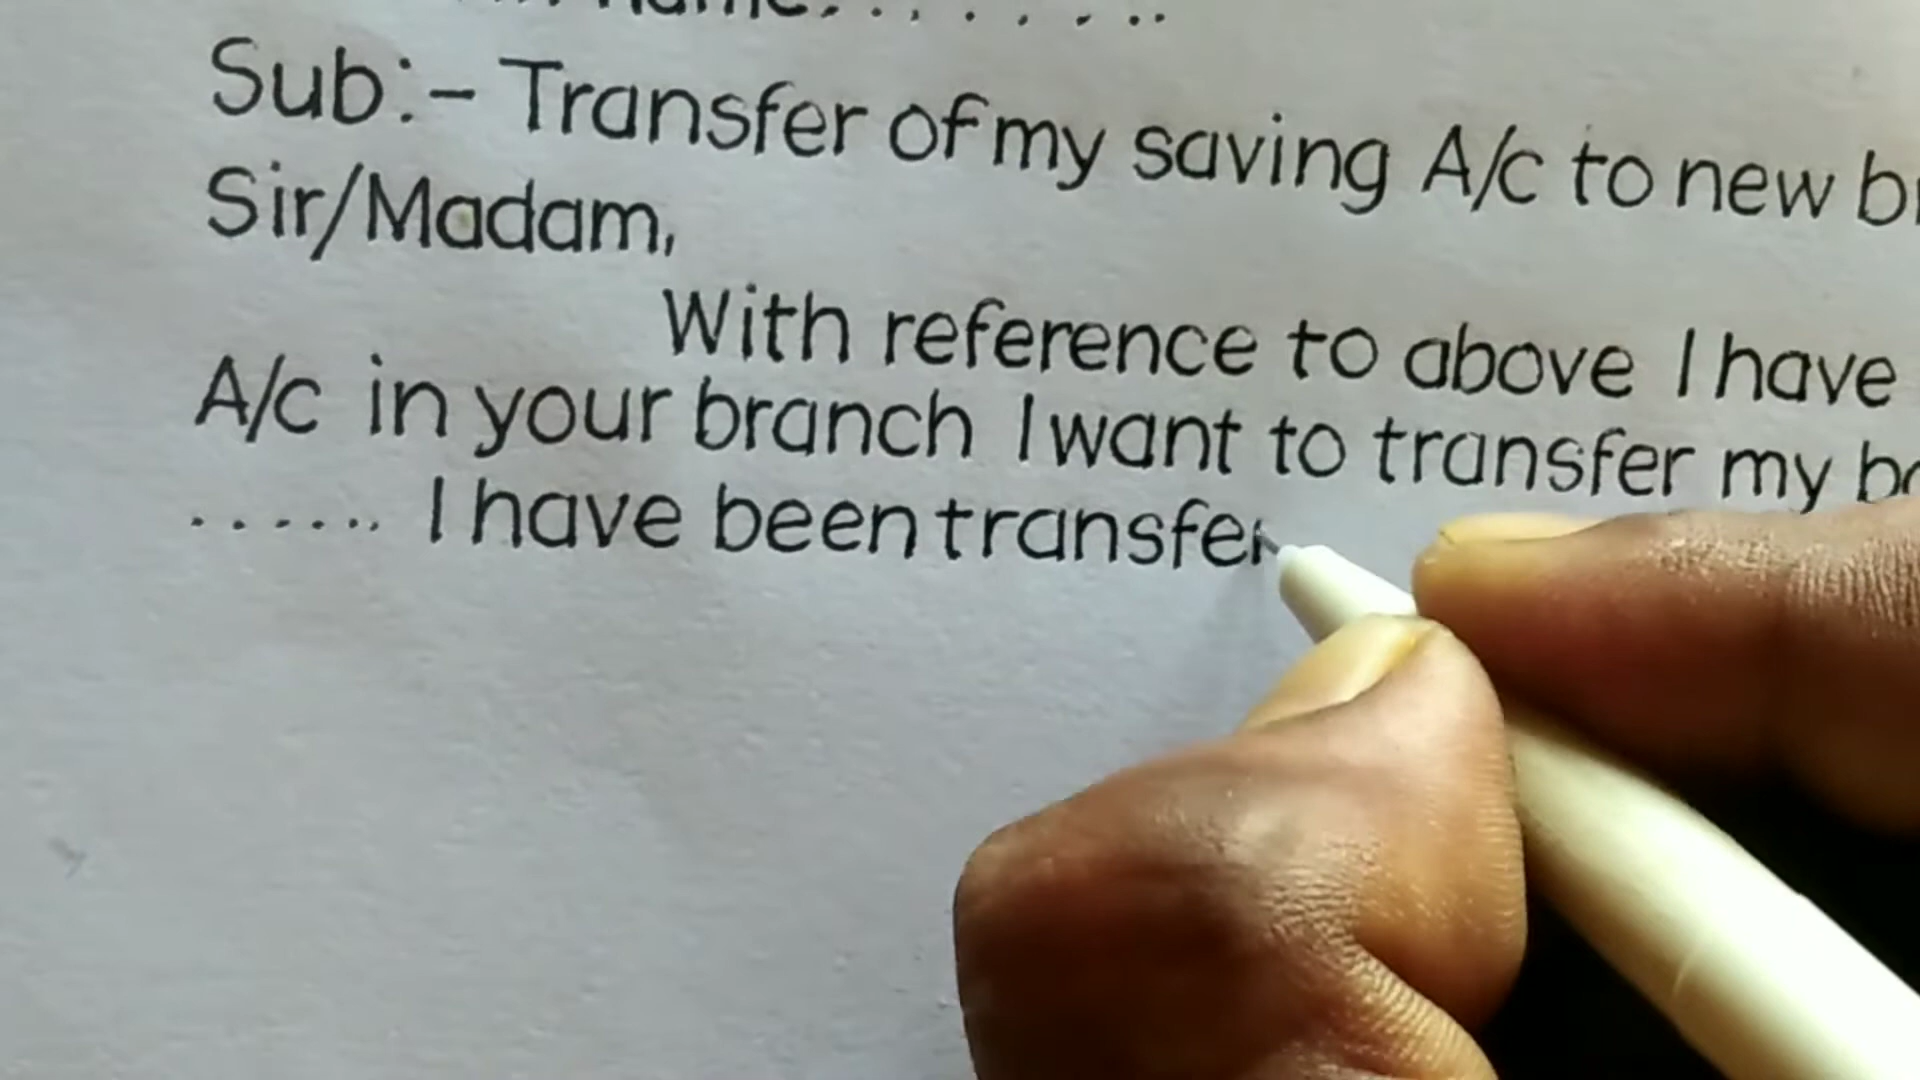 name. . . . . . . .
Sub:- Transfer of my saving A/c to new
Sir/Madam,
With reference to above I have
A/c in your branch I want to transfer my
. . . . . . I have been transfer